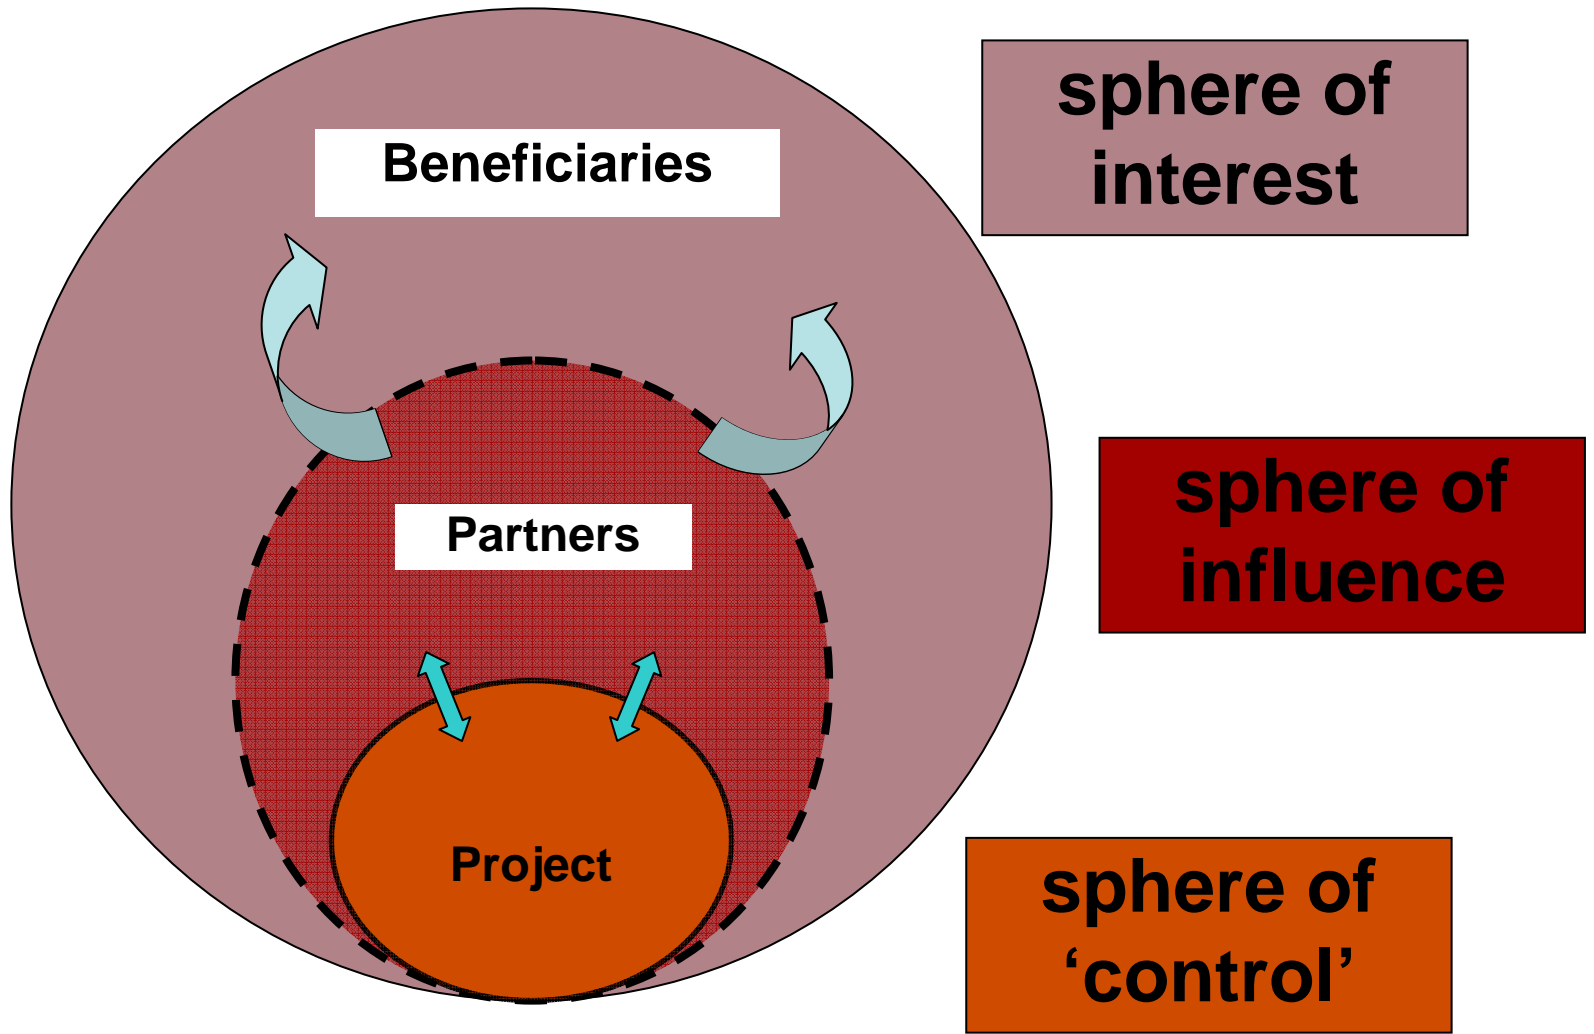 Beneficiaries
Partners
Project
sphere of
interest
sphere of
influence
sphere of
‘control’